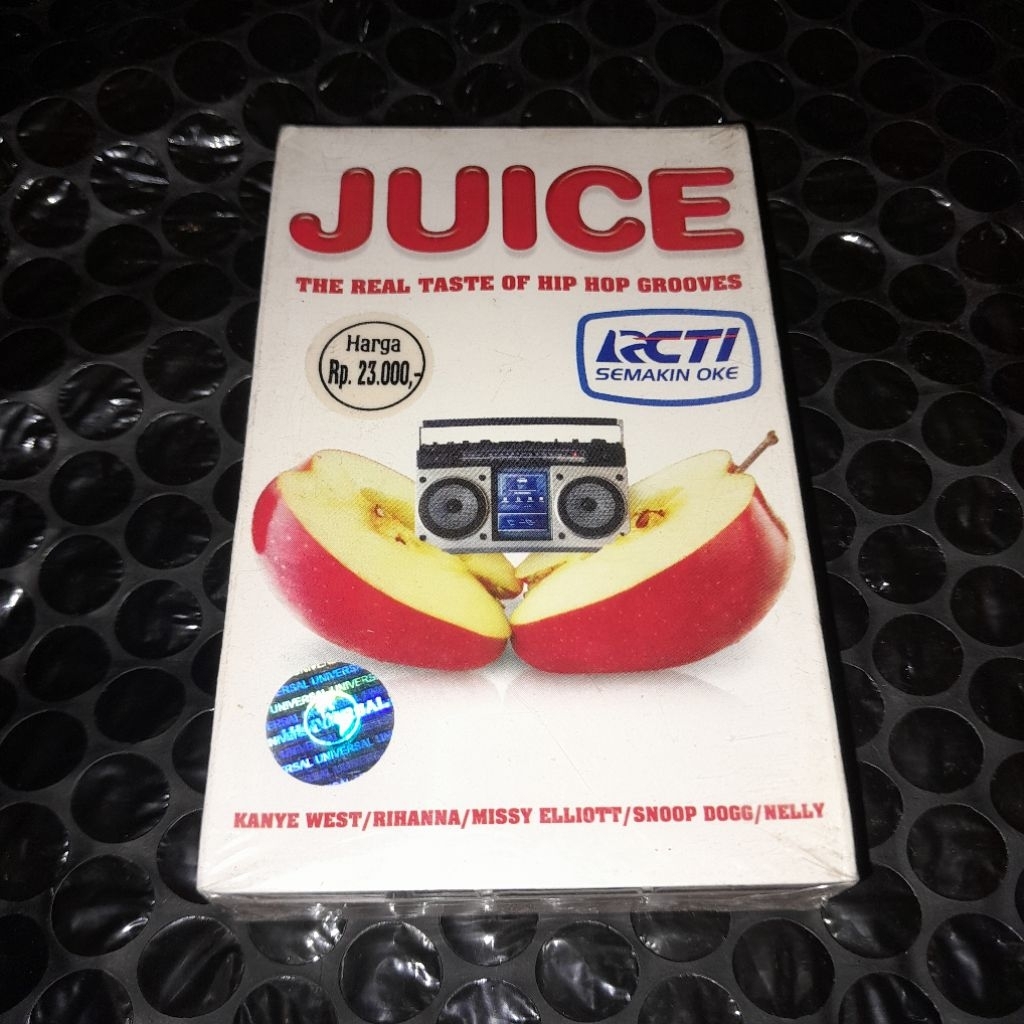 JUICE
THE REAL TASTE OF HIP HOP GROOVES
Harga
Rp. 23.000,-
RCTI
SEMAKIN OKE
UNIVERSAL
KANYE WEST/RIHANNA/MISSY ELLIOTT/SNOOP DOGG/NELLY